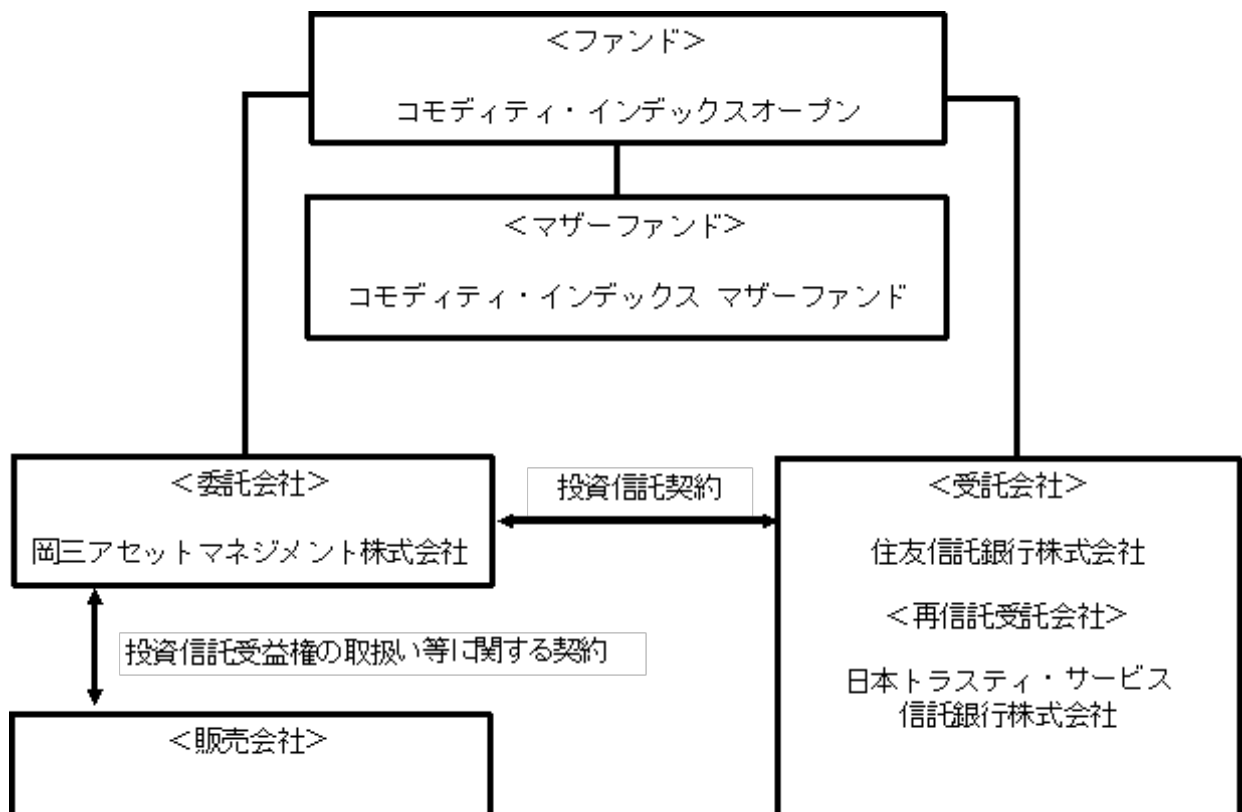 ＜ファンド＞
コモディティ・インデックスオープン
＜マザーファンド＞
コモディティ・インデックス マザーファンド
＜委託会社＞
岡三アセットマネジメント株式会社
投資信託契約
＜受託会社＞
住友信託銀行株式会社
＜再信託受託会社＞
日本トラスティ・サービス
信託銀行株式会社
投資信託受益権の取扱い等に関する契約
＜販売会社＞